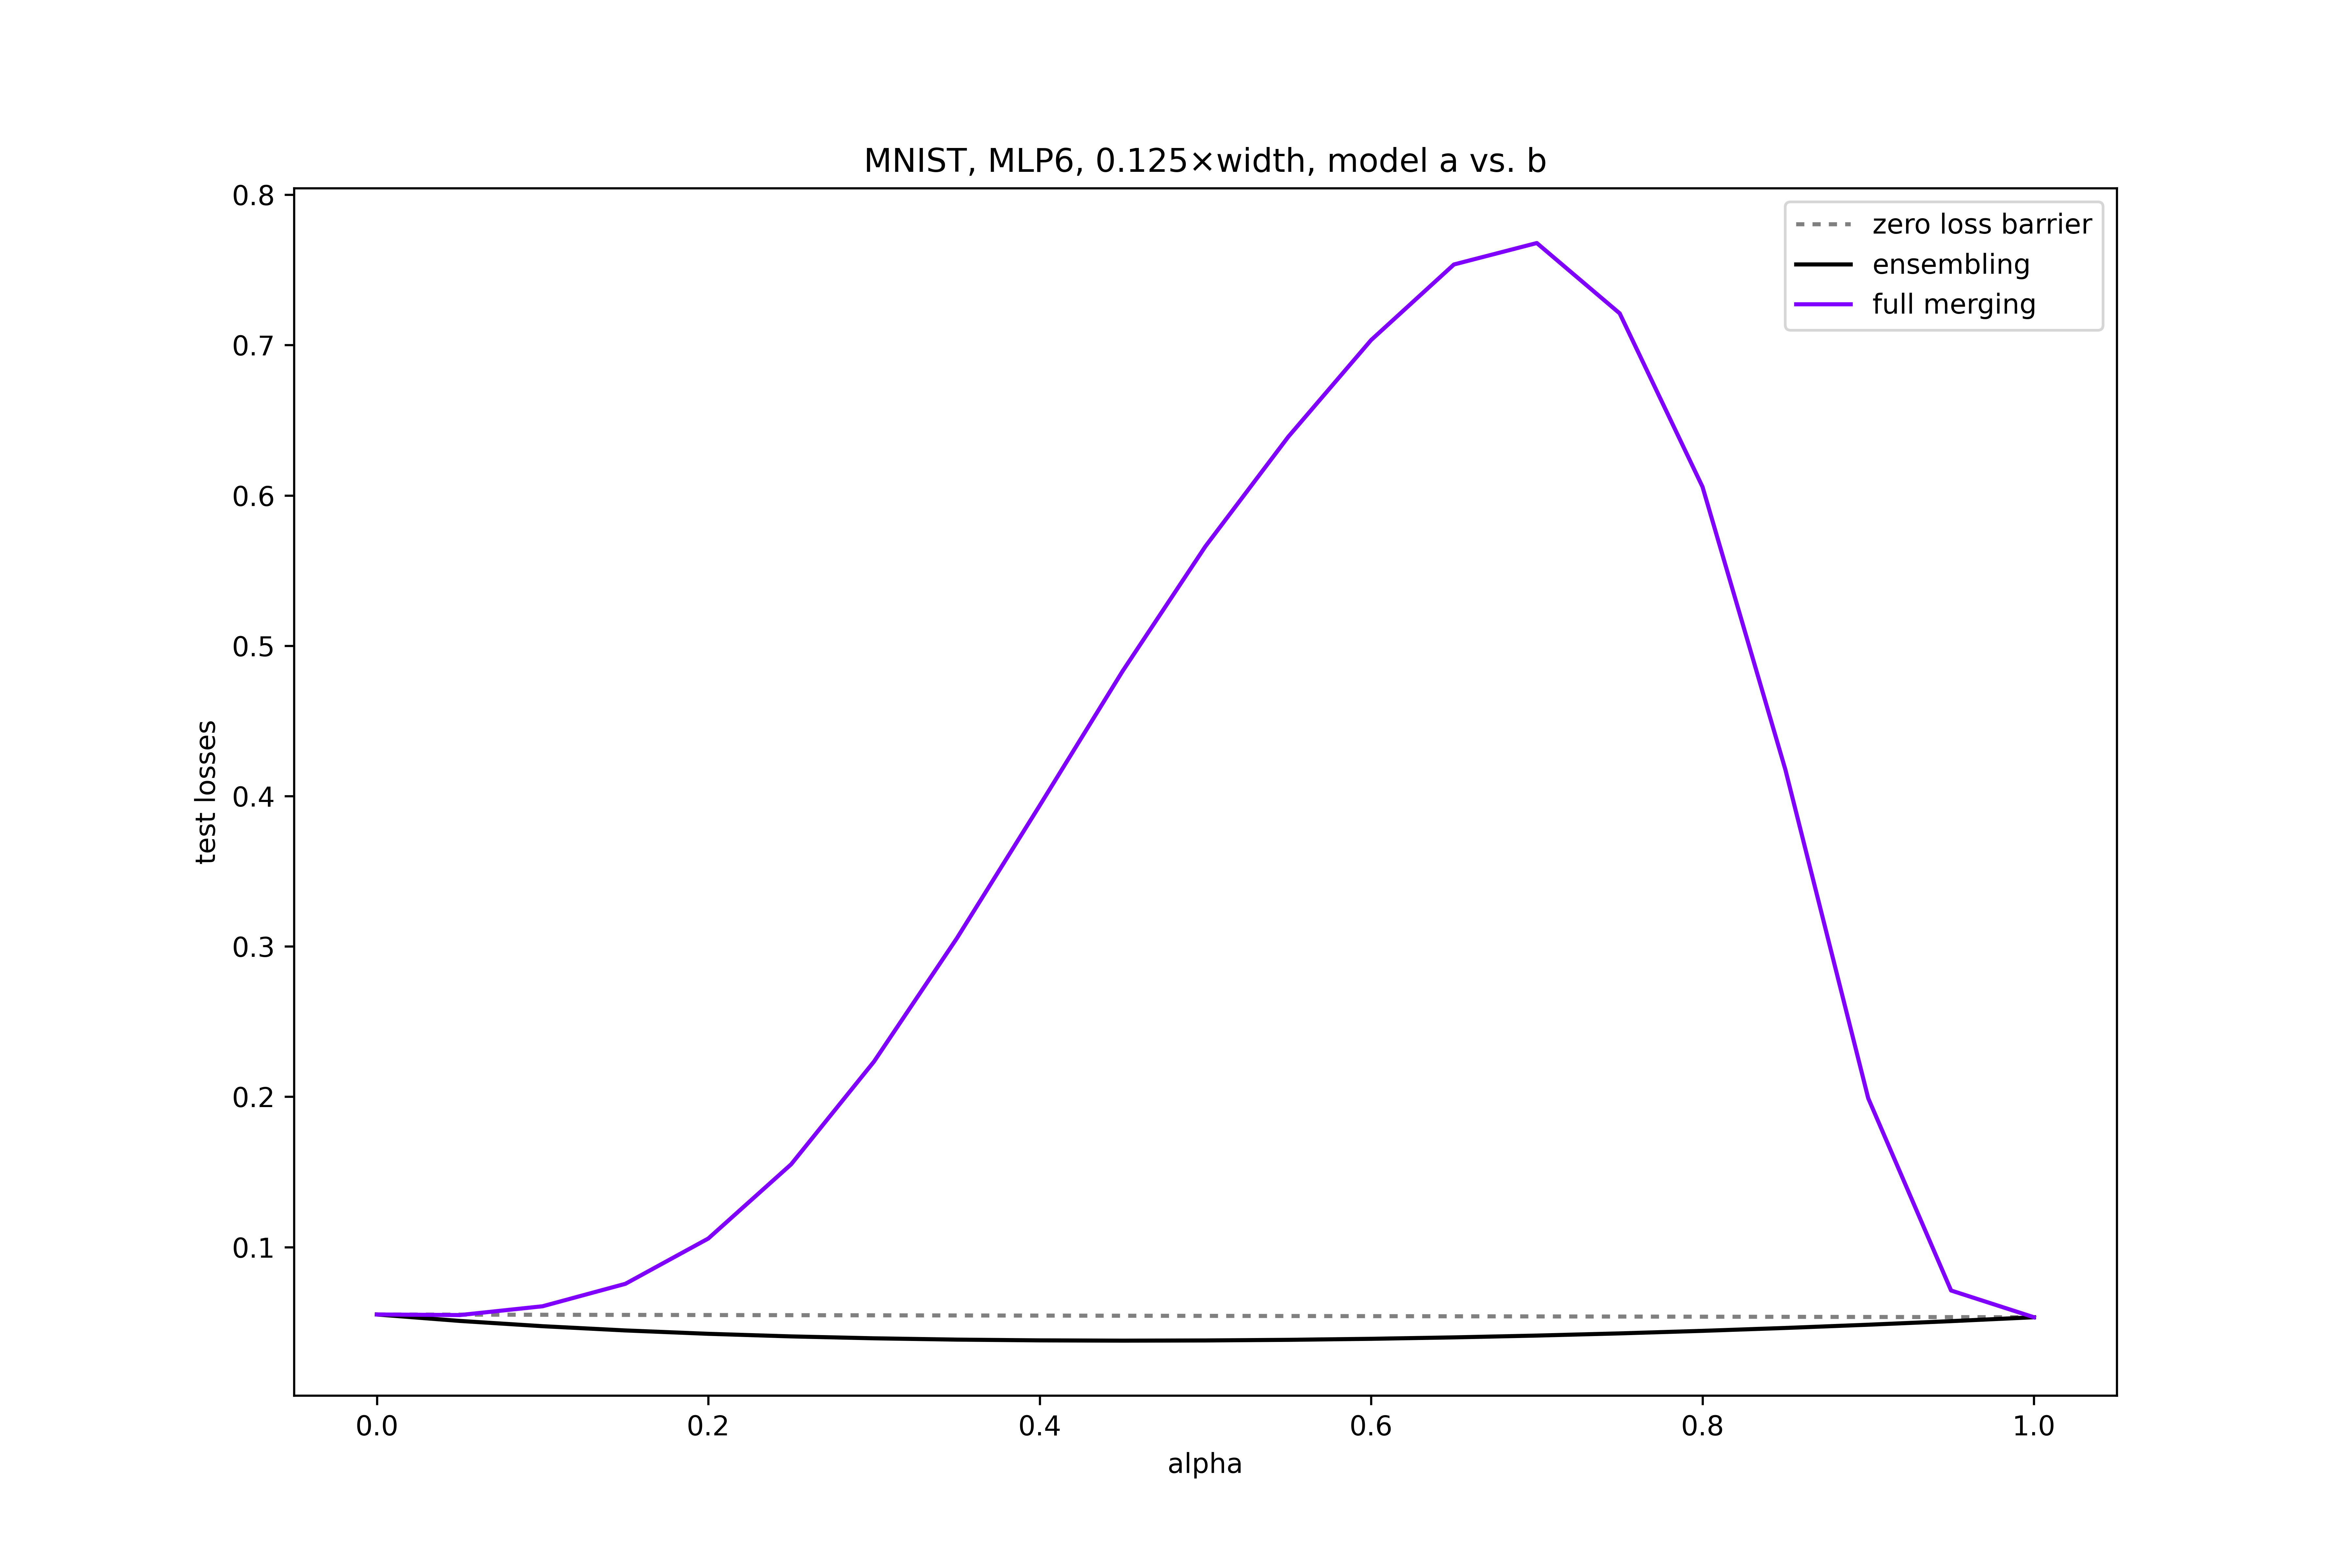 MNIST, MLP6, 0.125×width, model a vs. b
zero loss barrier
ensembling
full merging
0.8
0.7
0.6
0.5
0.4
0.3
0.2
0.1
test losses
0.0
0.2
0.4
0.6
0.8
1.0
alpha